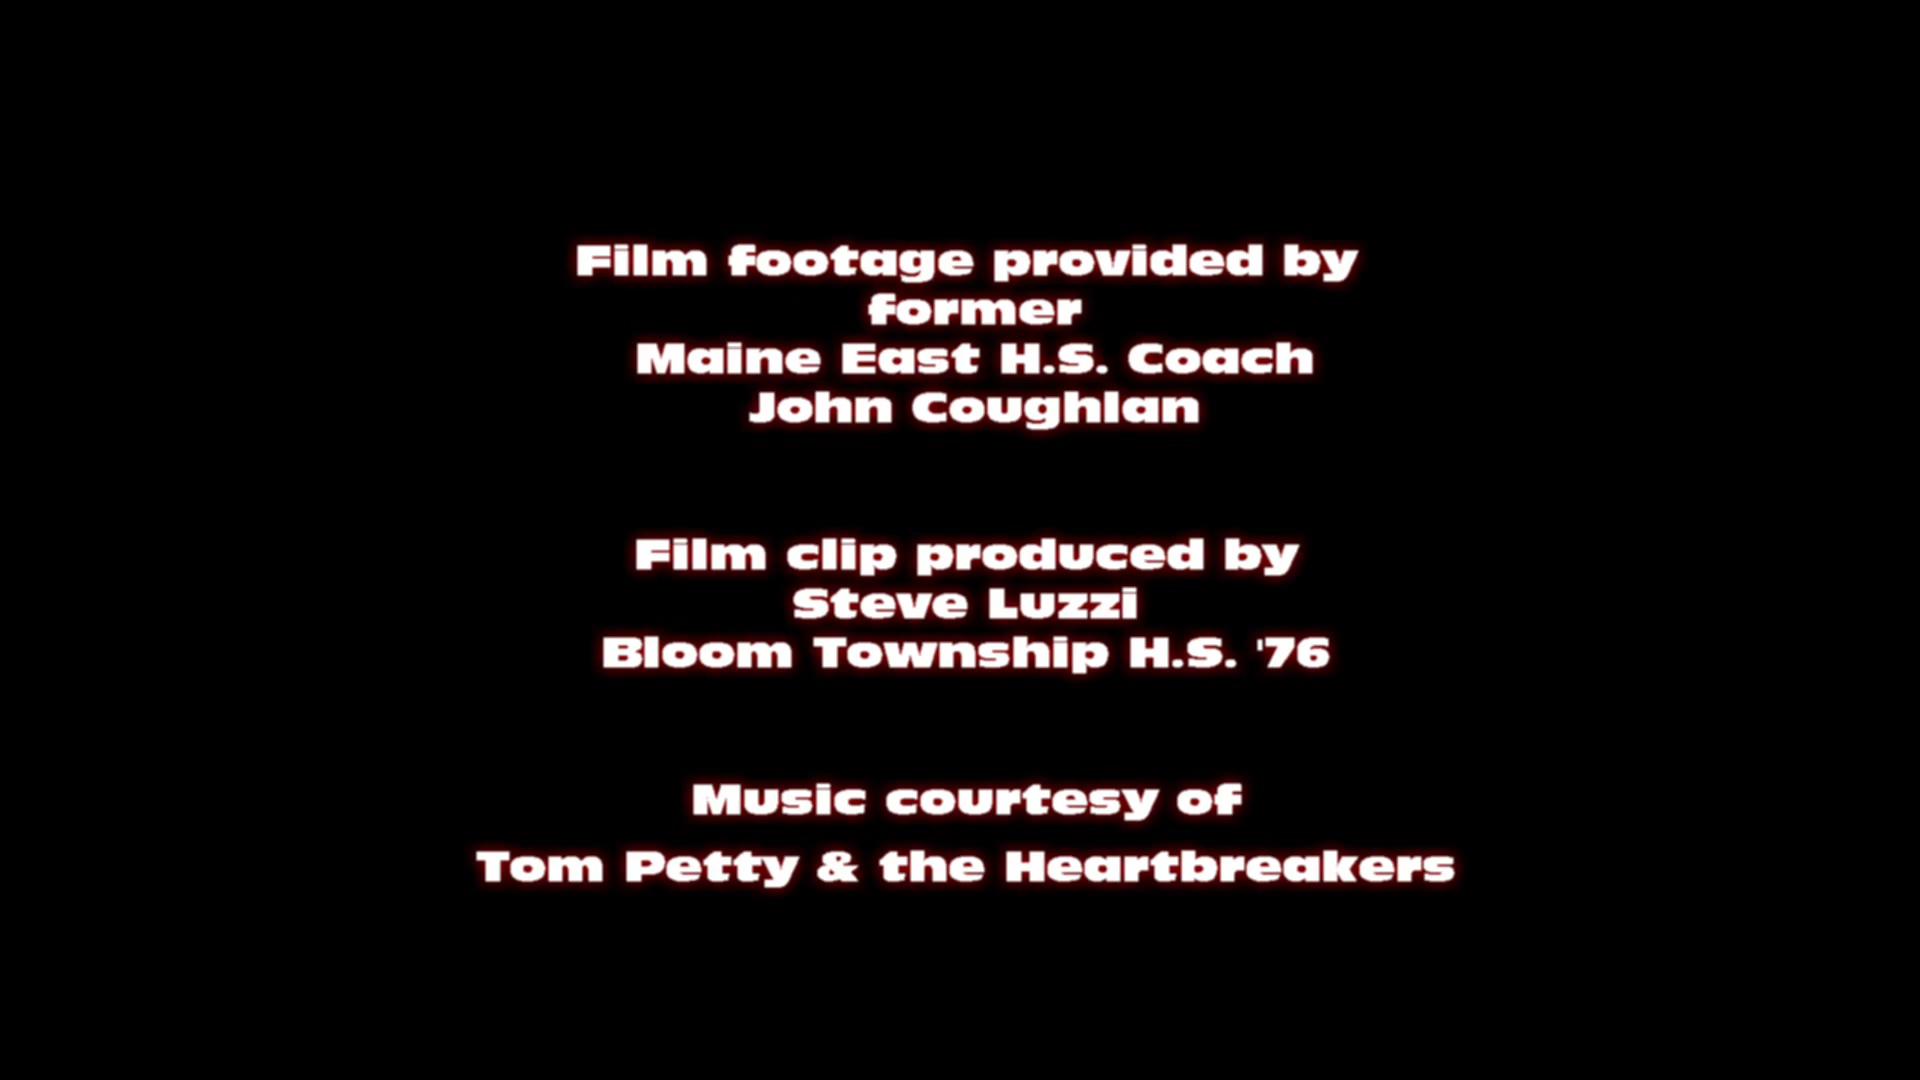 Film footage provided by
former
Maine East H.S. Coach
John Coughlan
Film clip produced by
Steve Luzzi
Bloom Township H.S. '76
Music courtesy of
Tom Petty & the Heartbreakers